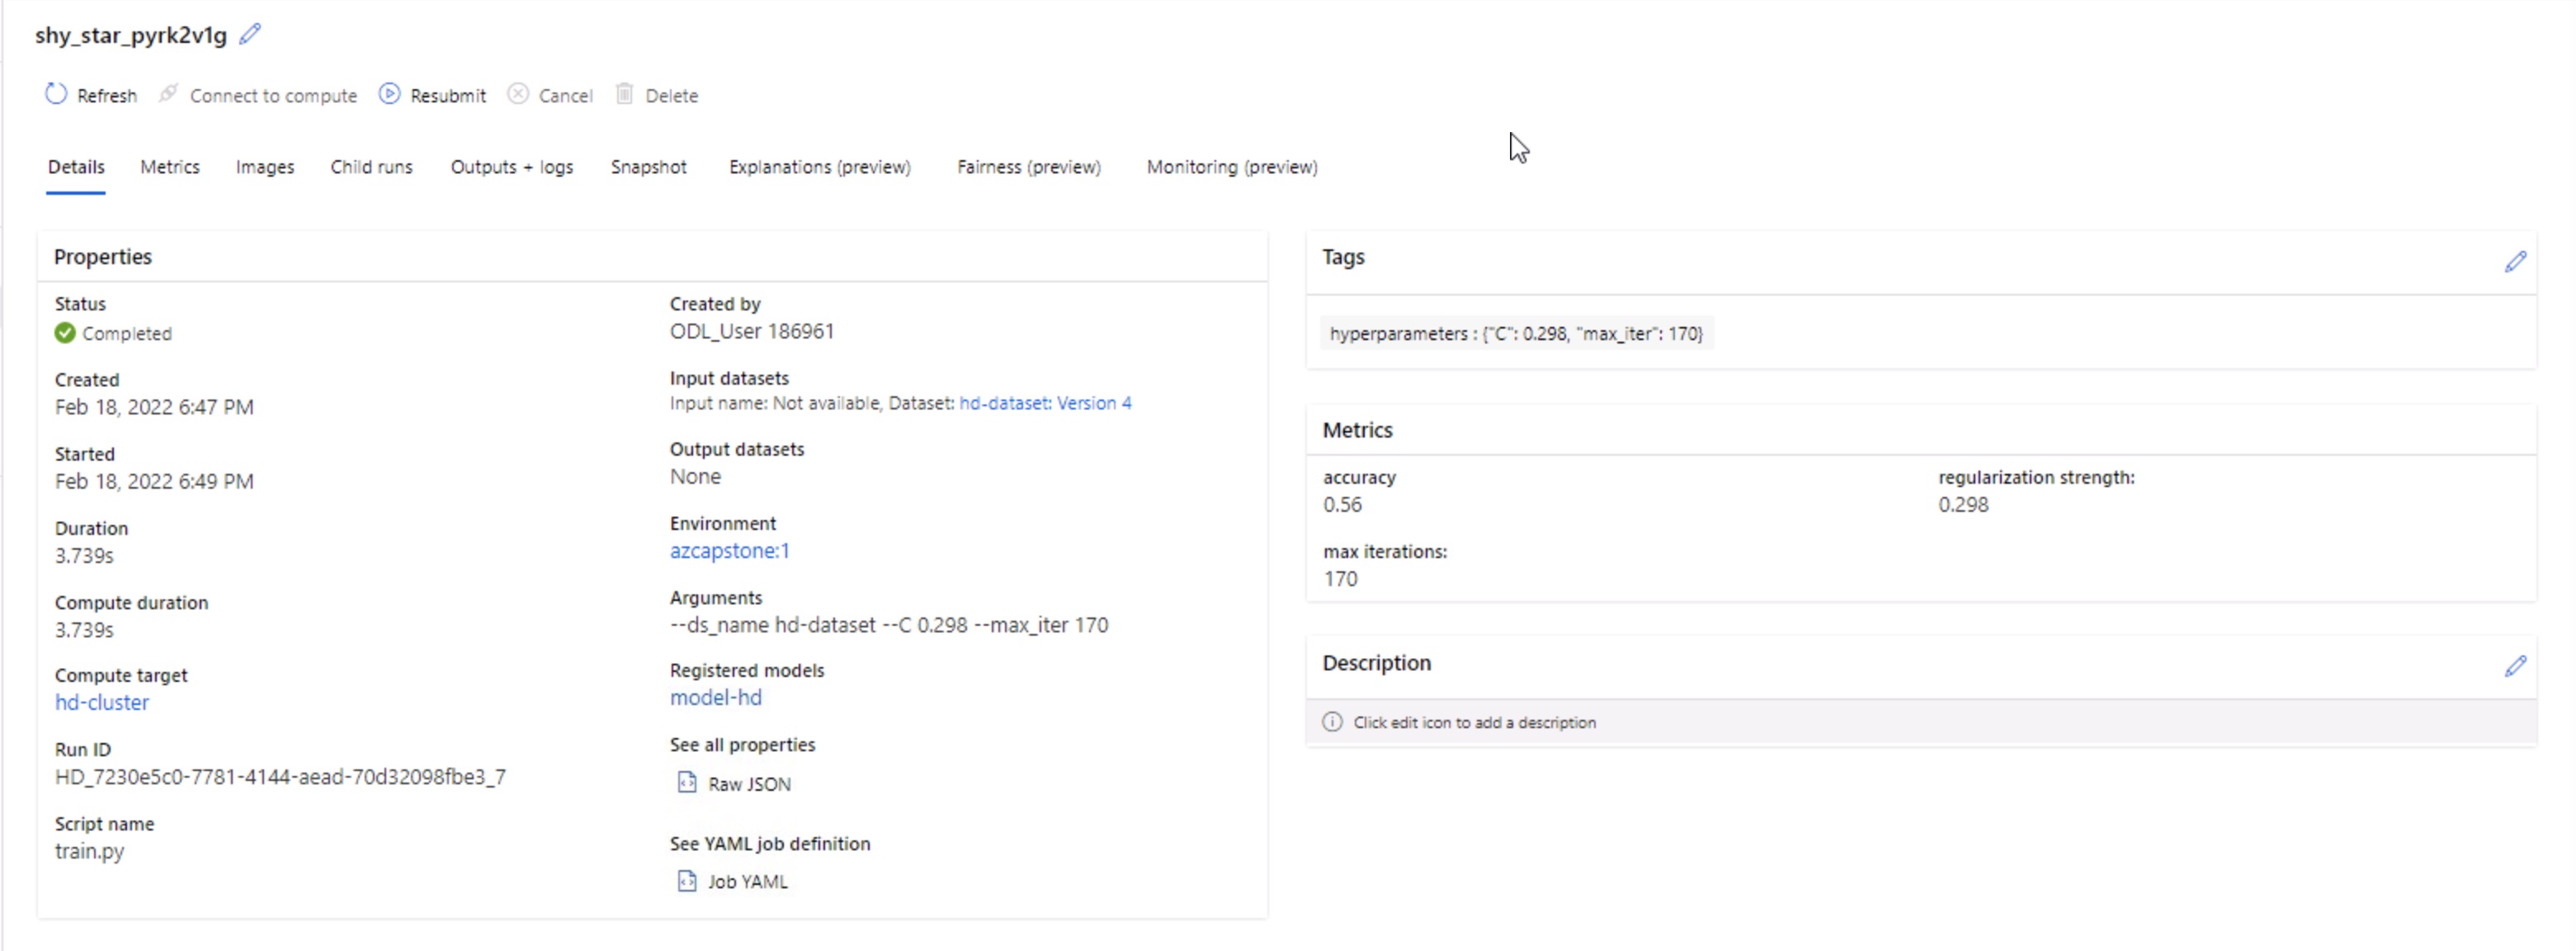 shy_star_pyrk2v1g
Refresh Connect to compute Resubmit Cancel Delete
Details Metrics Images Child runs Outputs + logs Snapshot Explanations (preview) Fairness (preview) Monitoring (preview)
Properties
Status
Completed
Created
Feb 18, 2022 6:47 PM
Started
Feb 18, 2022 6:49 PM
Duration
3.739s
Compute duration
3.739s
Compute target
hd-cluster
Run ID
HD_7230e5c0-7781-4144-aead-70d32098fbe3_7
Script name
train.py
Created by
ODL_User 186961
Input datasets
Input name: Not available, Dataset: hd-dataset: Version 4
Output datasets
None
Environment
azcapstone:1
Arguments
--ds_name hd-dataset --C 0.298 --max_iter 170
Registered models
model-hd
See all properties
Raw JSON
See YAML job definition
Job YAML
Tags
hyperparameters : {"C": 0.298, "max_iter": 170}
Metrics
accuracy
0.56
regularization strength:
0.298
max iterations:
170
Description
Click edit icon to add a description